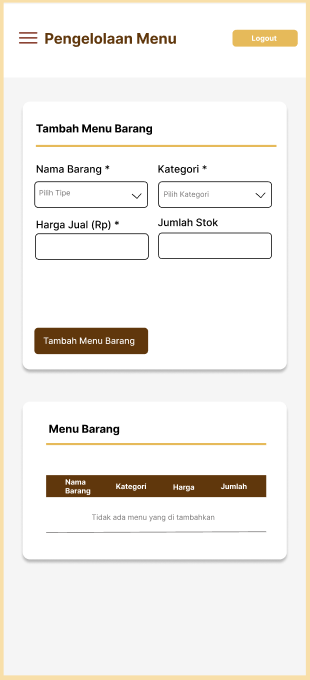 Pengelolaan Menu
Logout
Tambah Menu Barang
Nama Barang *
Kategori *
Pilih Tipe
Pilih Kategori
Harga Jual (Rp) *
Jumlah Stok
Tambah Menu Barang
Menu Barang
Nama
Barang
Kategori
Harga
Jumlah
Tidak ada menu yang di tambahkan